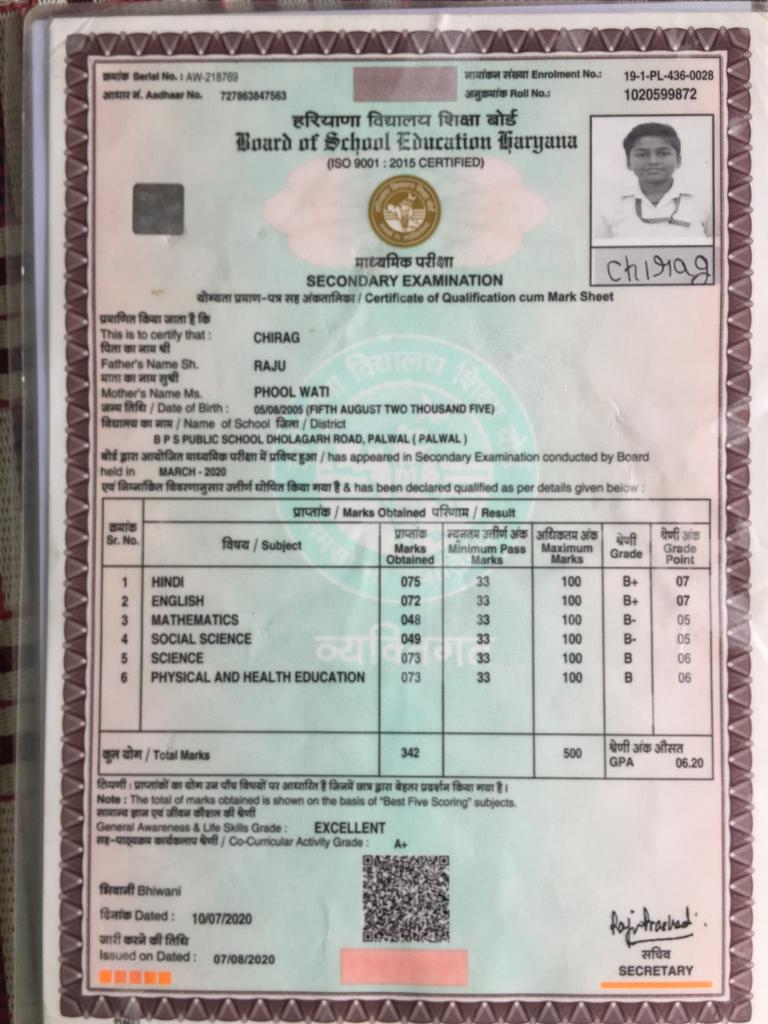 क्रमांक Serial No. : AW-218769
नामांकन संख्या Enrolment No.: 19-1-PL-436-0028
आधार नं. Aadhaar No. 727863847563
अनुक्रमांक Roll No.: 1020599872
हरियाणा विद्यालय शिक्षा बोर्ड
Board of School Education Haryana
(ISO 9001 : 2015 CERTIFIED)
Chirag
माध्यमिक परीक्षा
SECONDARY EXAMINATION
योग्यता प्रमाण-पत्र सह अंकतालिका / Certificate of Qualification cum Mark Sheet
प्रमाणित किया जाता है कि
This is to certify that : CHIRAG
पिता का नाम श्री
Father's Name Sh. RAJU
माता का नाम सुश्री
Mother's Name Ms. PHOOL WATI
जन्म तिथि / Date of Birth : 05/08/2005 (FIFTH AUGUST TWO THOUSAND FIVE)
विद्यालय का नाम / Name of School जिला / District
B P S PUBLIC SCHOOL DHOLAGARH ROAD, PALWAL ( PALWAL )
बोर्ड द्वारा आयोजित माध्यमिक परीक्षा में प्रविष्ट हुआ / has appeared in Secondary Examination conducted by Board
held in MARCH - 2020
एवं निम्नांकित विवरणानुसार उत्तीर्ण घोषित किया गया है & has been declared qualified as per details given below :
प्राप्तांक / Marks Obtained परिणाम / Result
क्रमांक Sr. No. विषय / Subject प्राप्तांक Marks Obtained न्यूनतम उत्तीर्ण अंक Minimum Pass Marks अधिकतम अंक Maximum Marks श्रेणी Grade श्रेणी अंक Grade Point
1 HINDI 075 33 100 B+ 07
2 ENGLISH 072 33 100 B+ 07
3 MATHEMATICS 048 33 100 B- 05
4 SOCIAL SCIENCE 049 33 100 B- 05
5 SCIENCE 073 33 100 B 06
6 PHYSICAL AND HEALTH EDUCATION 073 33 100 B 06
व्यक्तिगत
कुल योग / Total Marks 342 500 श्रेणी अंक औसत
GPA 06.20
टिप्पणी : प्राप्तांकों का योग उन पाँच विषयों पर आधारित है जिनमें छात्र द्वारा बेहतर प्रदर्शन किया गया है।
Note : The total of marks obtained is shown on the basis of "Best Five Scoring" subjects.
सामान्य ज्ञान एवं जीवन कौशल की श्रेणी
General Awareness & Life Skills Grade : EXCELLENT
सह-पाठ्यक्रम कार्यकलाप श्रेणी / Co-Curricular Activity Grade : A+
भिवानी Bhiwani
दिनांक Dated : 10/07/2020
जारी करने की तिथि
Issued on Dated : 07/08/2020
सचिव
SECRETARY